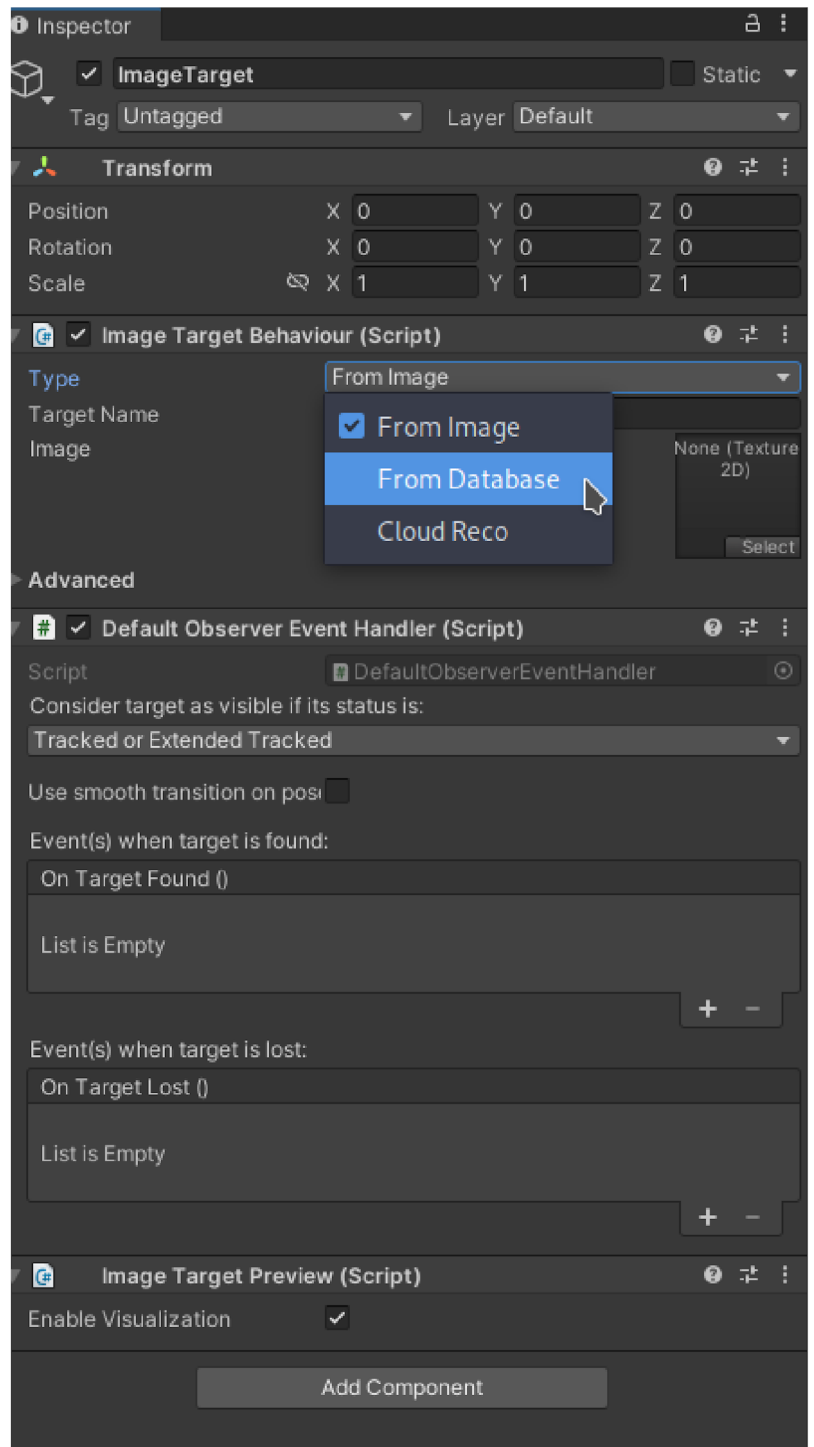 Inspector
ImageTarget Static
Tag Untagged Layer Default
Transform
Position X 0 Y 0 Z 0
Rotation X 0 Y 0 Z 0
Scale X 1 Y 1 Z 1
Image Target Behaviour (Script)
Type From Image
Target Name
From Image
Image
None (Texture
2D)
From Database
Cloud Reco
Select
Advanced
# Default Observer Event Handler (Script)
Script # DefaultObserverEventHandler
Consider target as visible if its status is:
Tracked or Extended Tracked
Use smooth transition on pos
Event(s) when target is found:
On Target Found ()
List is Empty
+ −
Event(s) when target is lost:
On Target Lost ()
List is Empty
+ −
Image Target Preview (Script)
Enable Visualization
Add Component